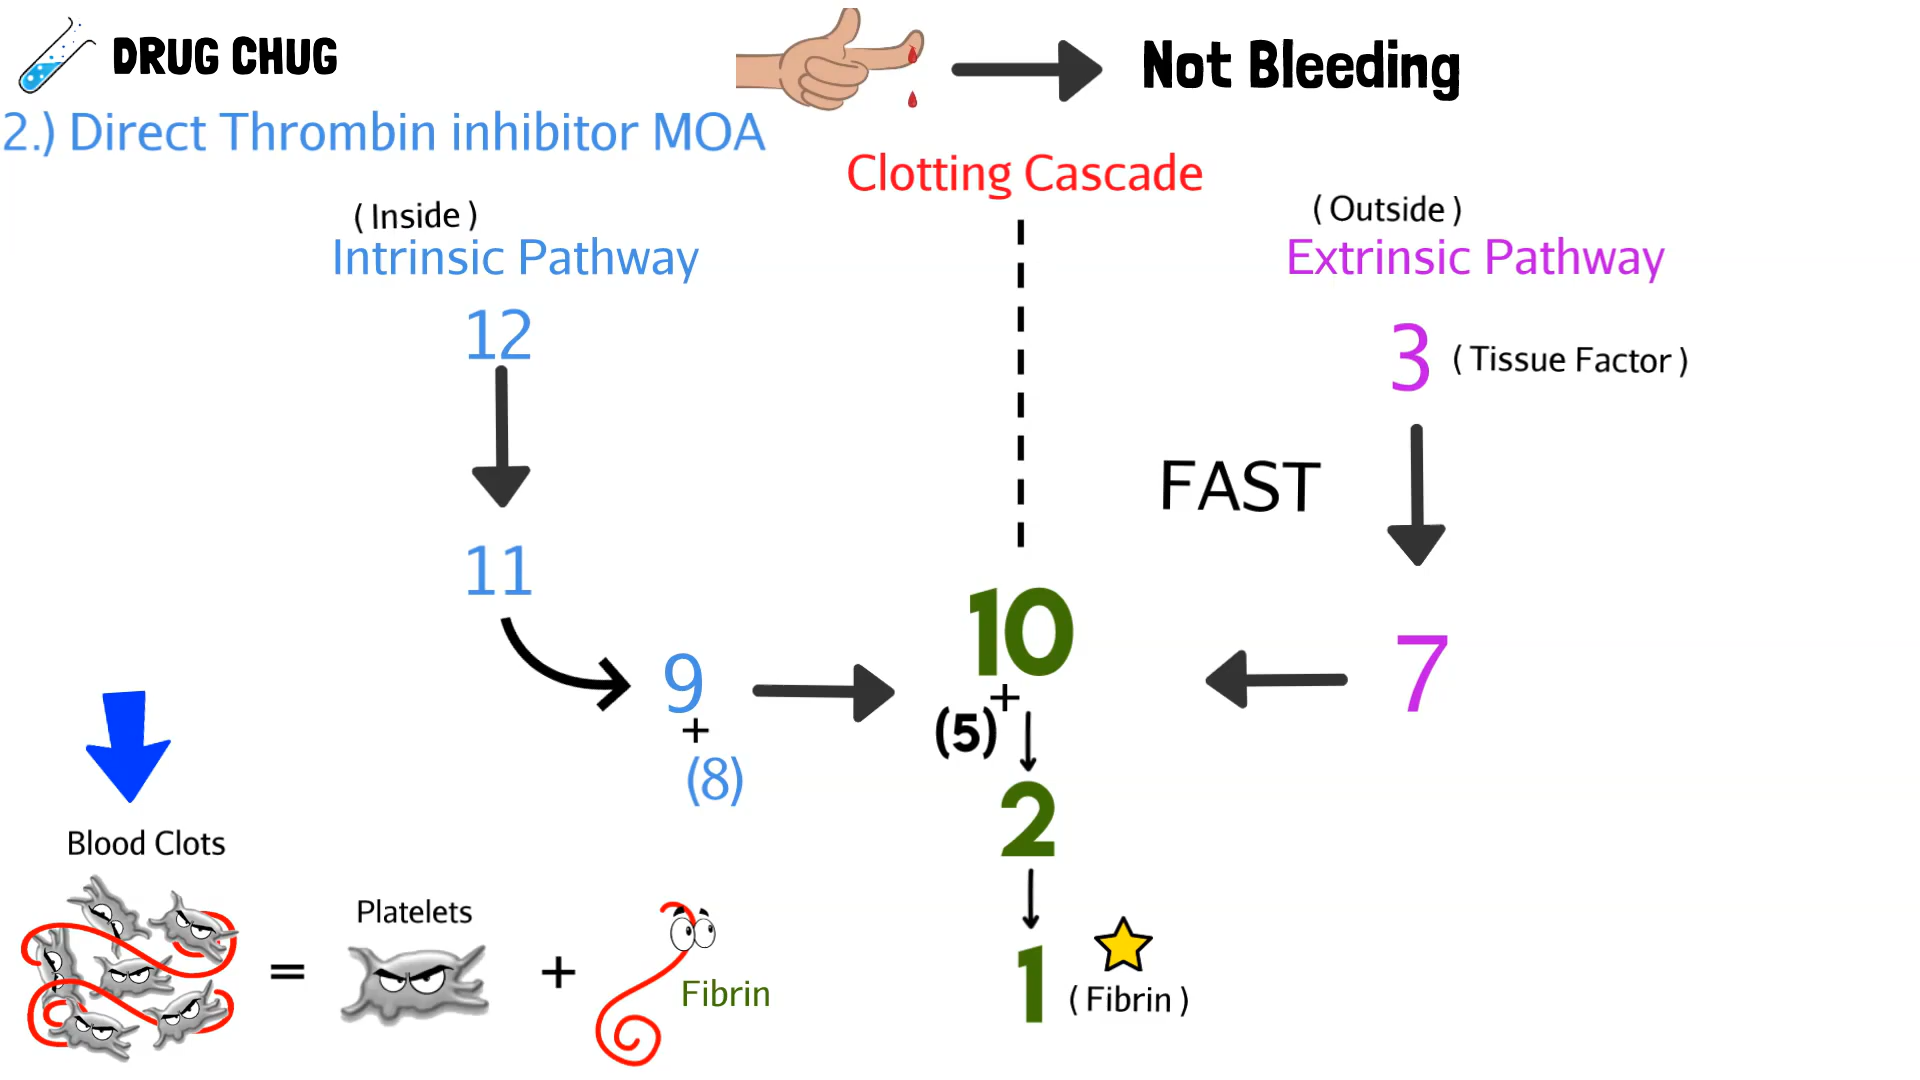 DRUG CHUG
Not Bleeding
2.) Direct Thrombin inhibitor MOA
Clotting Cascade
( Inside )
Intrinsic Pathway
( Outside )
Extrinsic Pathway
12
3 ( Tissue Factor )
FAST
11
9
+
(8)
10
+
(5)
7
2
1
( Fibrin )
Blood Clots
=
Platelets
+
Fibrin